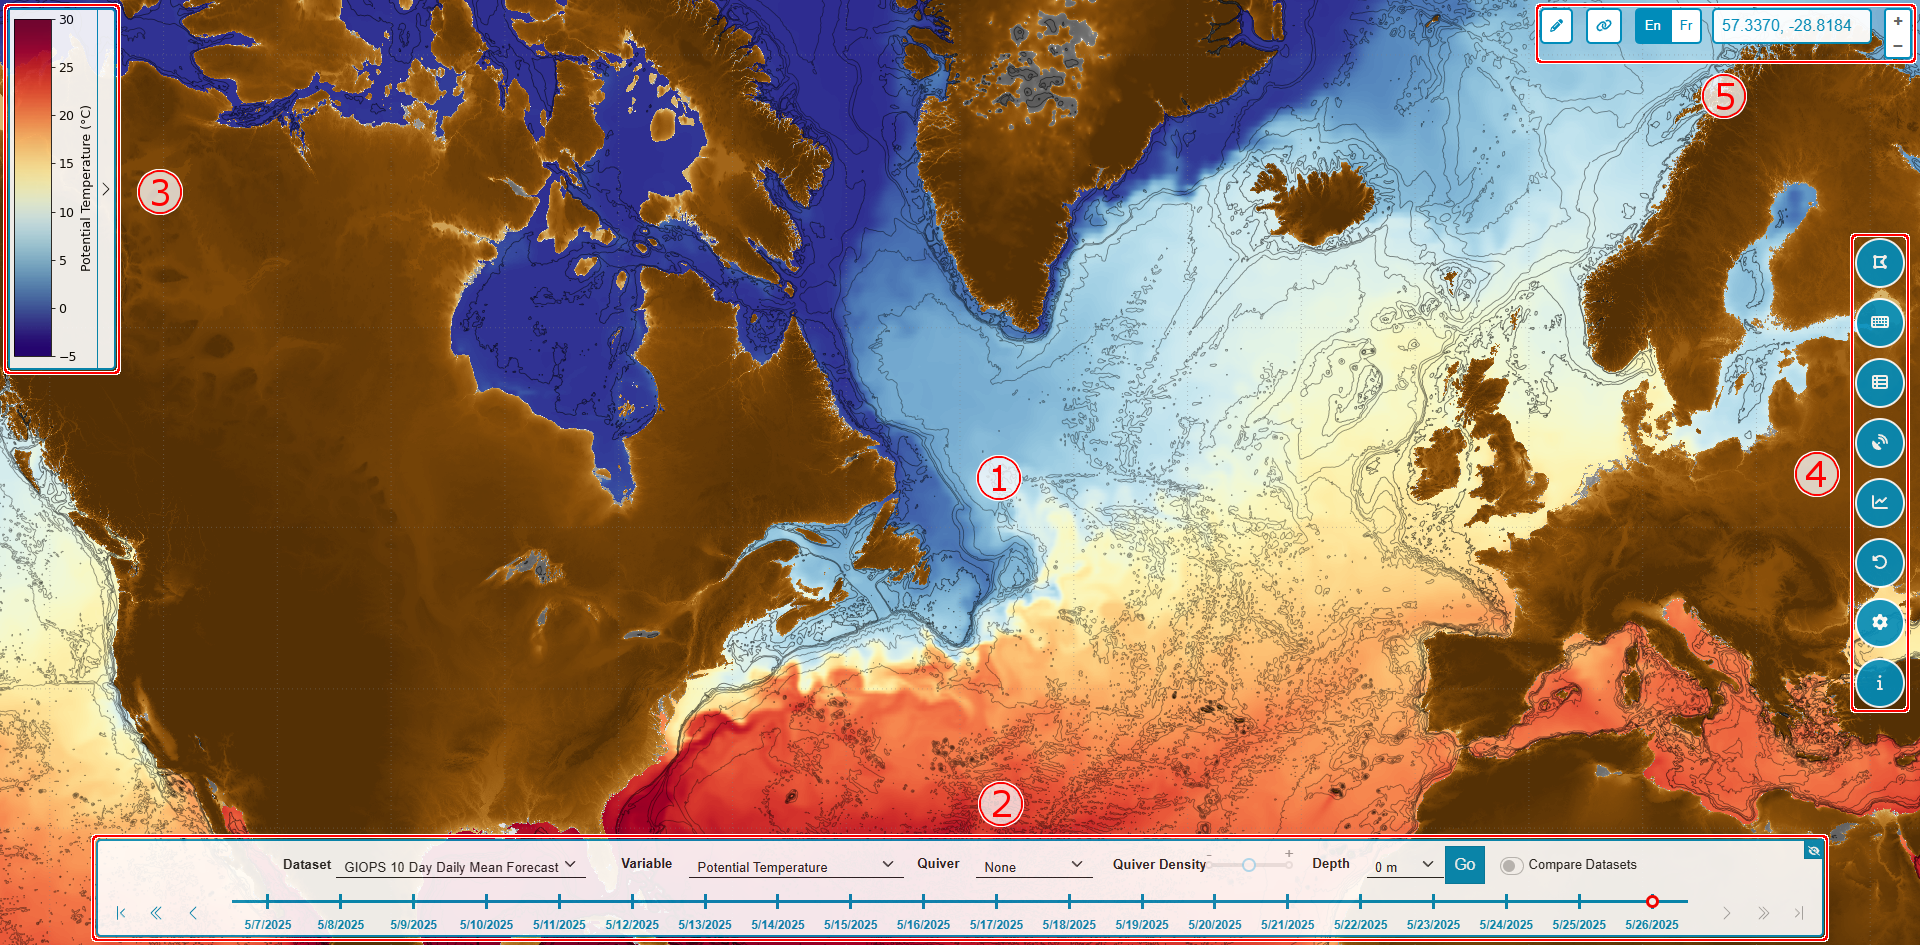 30
25
20
15
10
5
0
−5
Potential Temperature (°C)
En Fr 57.3370, -28.8184 + −
5
3
4
1
2
i
Dataset GIOPS 10 Day Daily Mean Forecast Variable Potential Temperature Quiver None Quiver Density - + Depth 0 m Go Compare Datasets
5/7/2025 5/8/2025 5/9/2025 5/10/2025 5/11/2025 5/12/2025 5/13/2025 5/14/2025 5/15/2025 5/16/2025 5/17/2025 5/18/2025 5/19/2025 5/20/2025 5/21/2025 5/22/2025 5/23/2025 5/24/2025 5/25/2025 5/26/2025